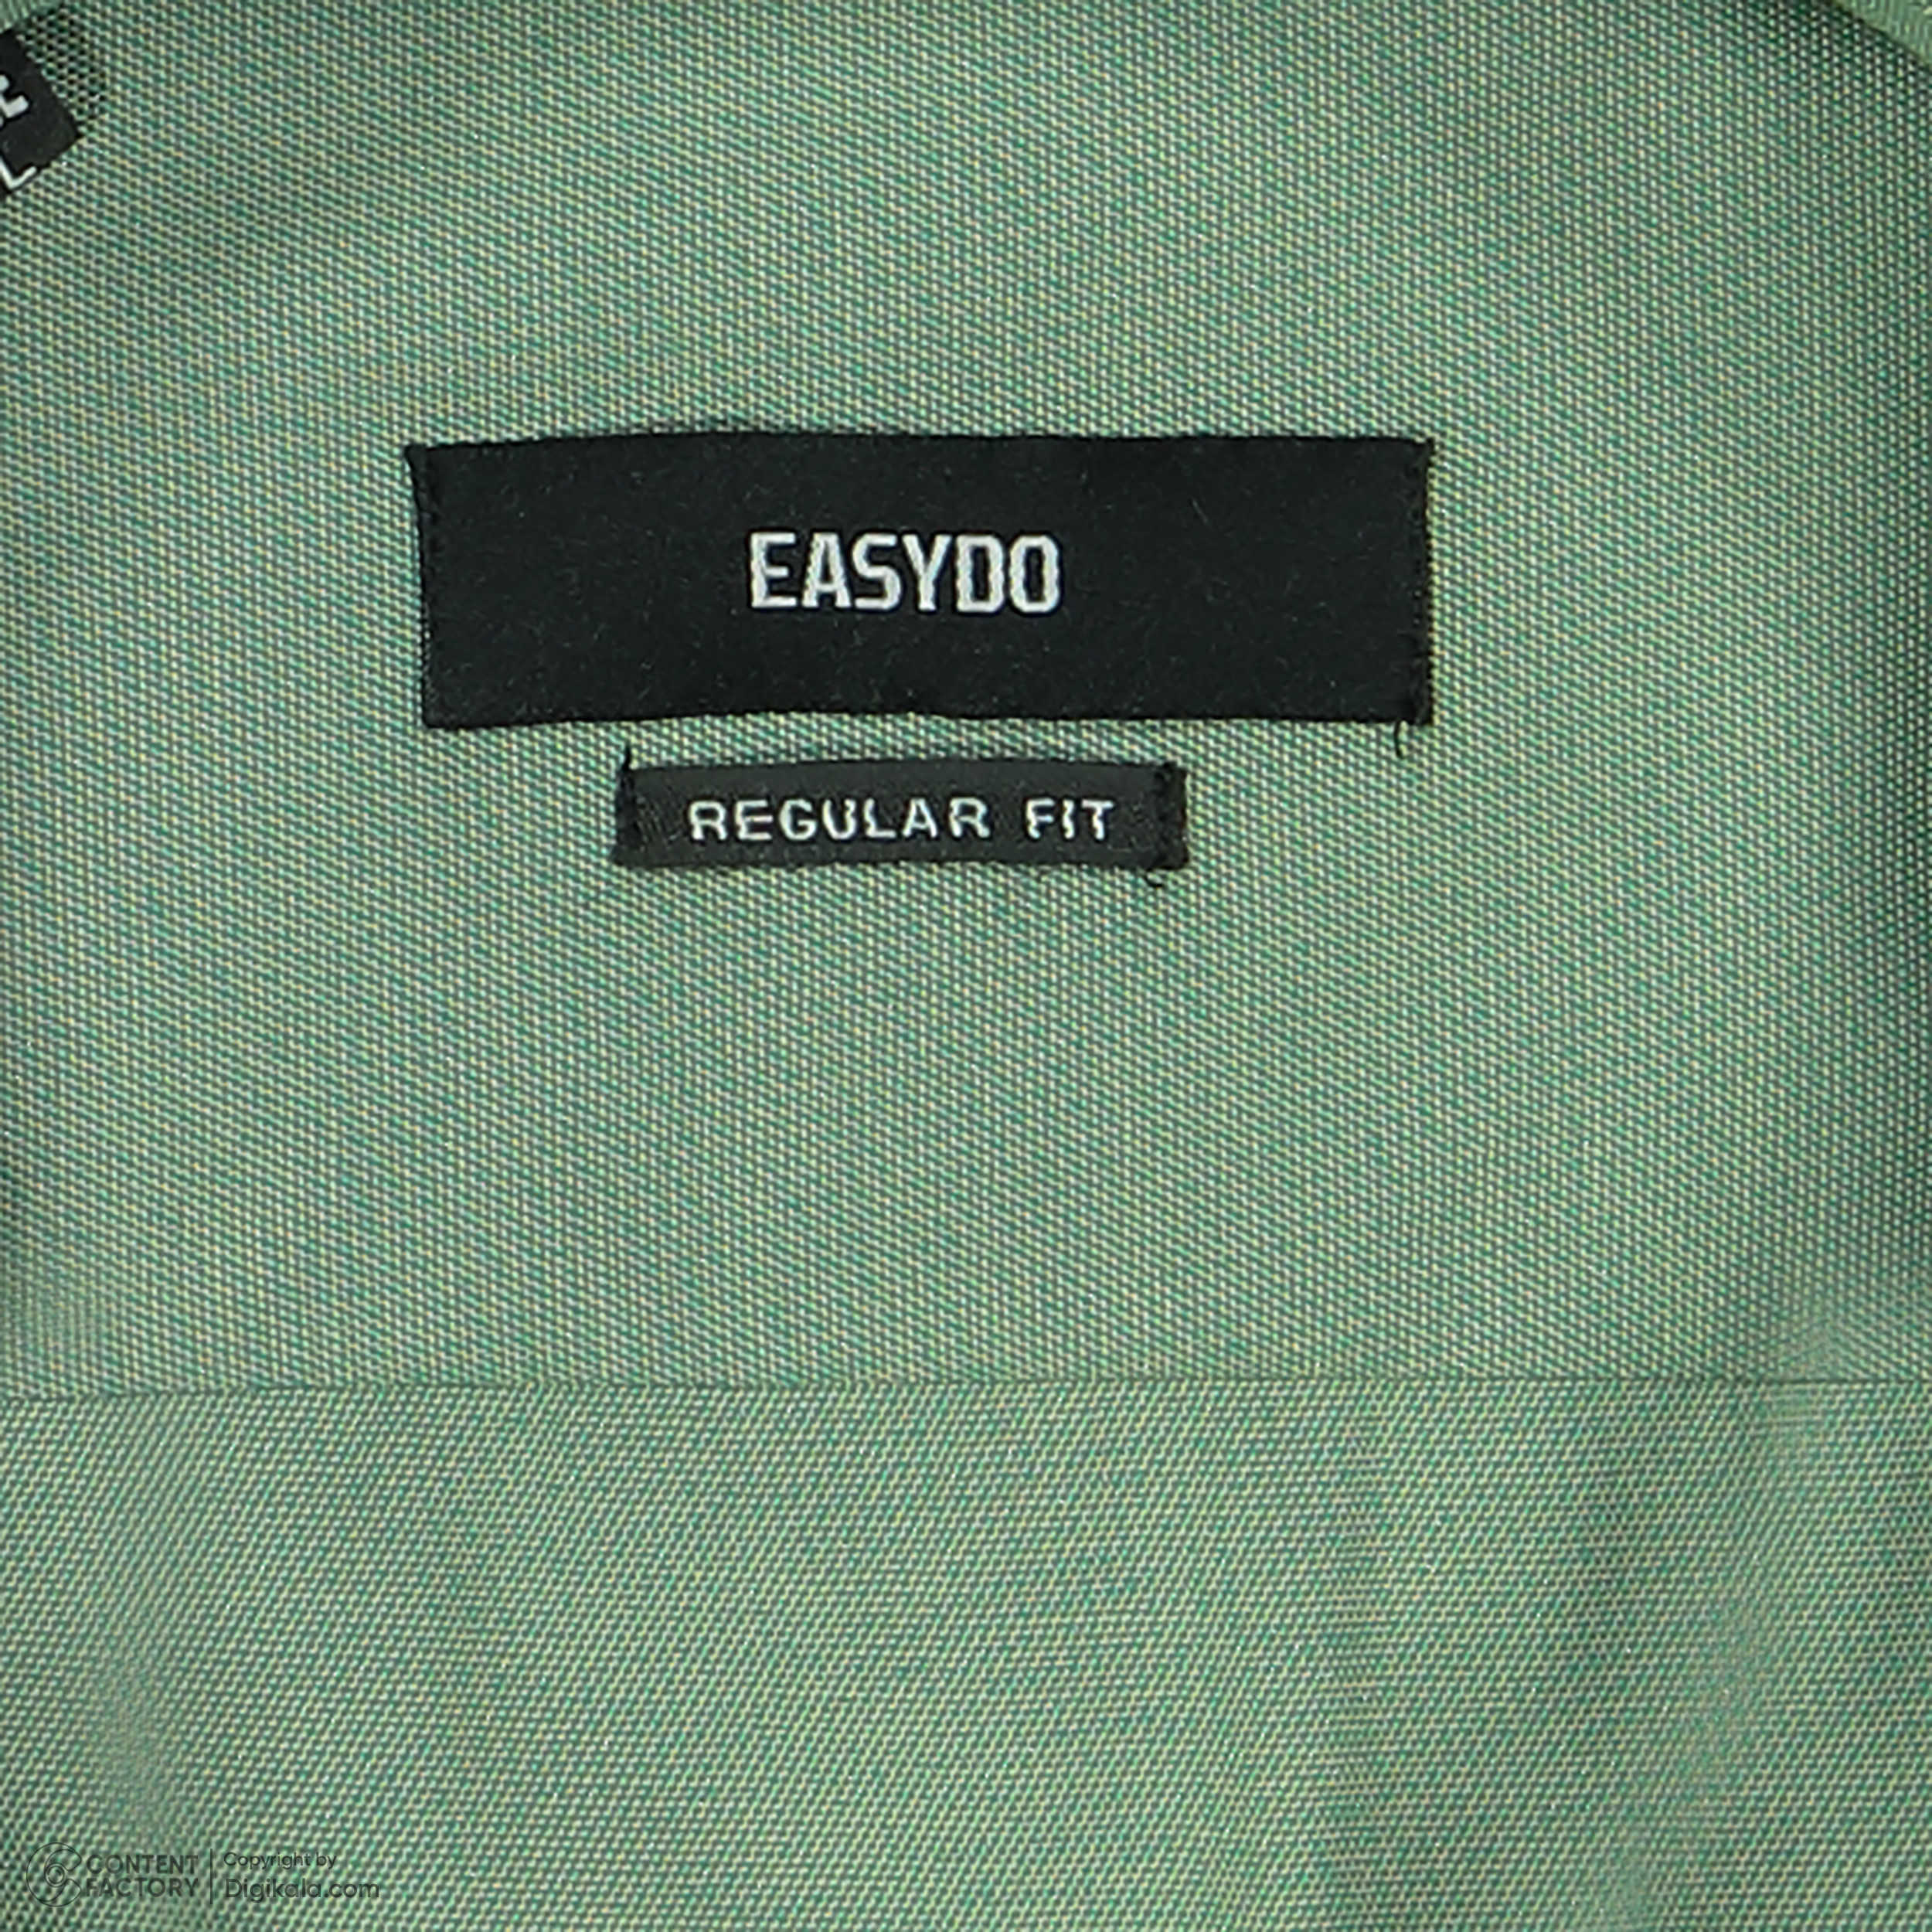 EASYDO
REGULAR FIT
CONTENT
FACTORY
Copyright by
Digikala.com